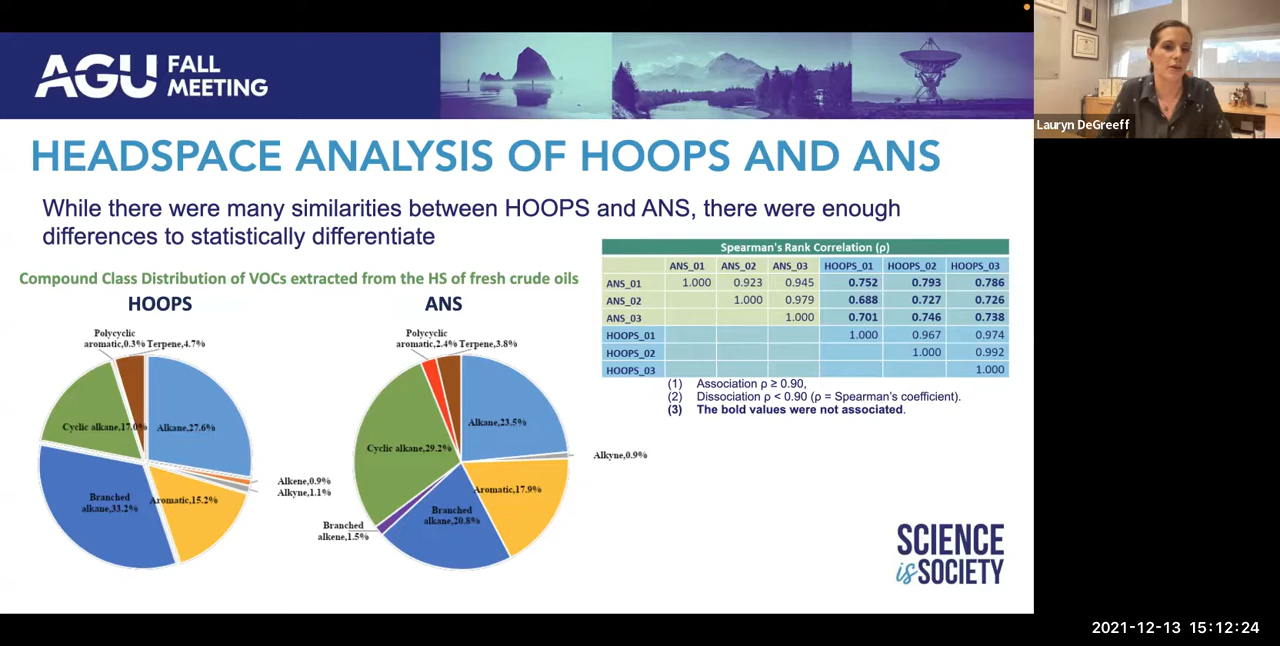 AGU FALL
MEETING
Lauryn DeGreeff
HEADSPACE ANALYSIS OF HOOPS AND ANS
While there were many similarities between HOOPS and ANS, there were enough
differences to statistically differentiate
Compound Class Distribution of VOCs extracted from the HS of fresh crude oils
HOOPS
Polycyclic
aromatic,0.3% Terpene,4.7%
Cyclic alkane,17.0% Alkane,27.6%
Alkene,0.9%
Alkyne,1.1%
Branched
alkane,33.2%
Aromatic,15.2%
ANS
Polycyclic
aromatic,2.4% Terpene,3.8%
Alkane,23.5%
Cyclic alkane,29.2%
Alkyne,0.9%
Aromatic,17.9%
Branched
alkane,20.8%
Branched
alkene,1.5%
Spearman's Rank Correlation (ρ)
ANS_01 ANS_02 ANS_03 HOOPS_01 HOOPS_02 HOOPS_03
ANS_01 1.000 0.923 0.945 0.752 0.793 0.786
ANS_02 1.000 0.979 0.688 0.727 0.726
ANS_03 1.000 0.701 0.746 0.738
HOOPS_01 1.000 0.967 0.974
HOOPS_02 1.000 0.992
HOOPS_03 1.000
(1) Association ρ ≥ 0.90,
(2) Dissociation ρ < 0.90 (ρ = Spearman's coefficient).
(3) The bold values were not associated.
SCIENCE
is SOCIETY
2021-12-13 15:12:24